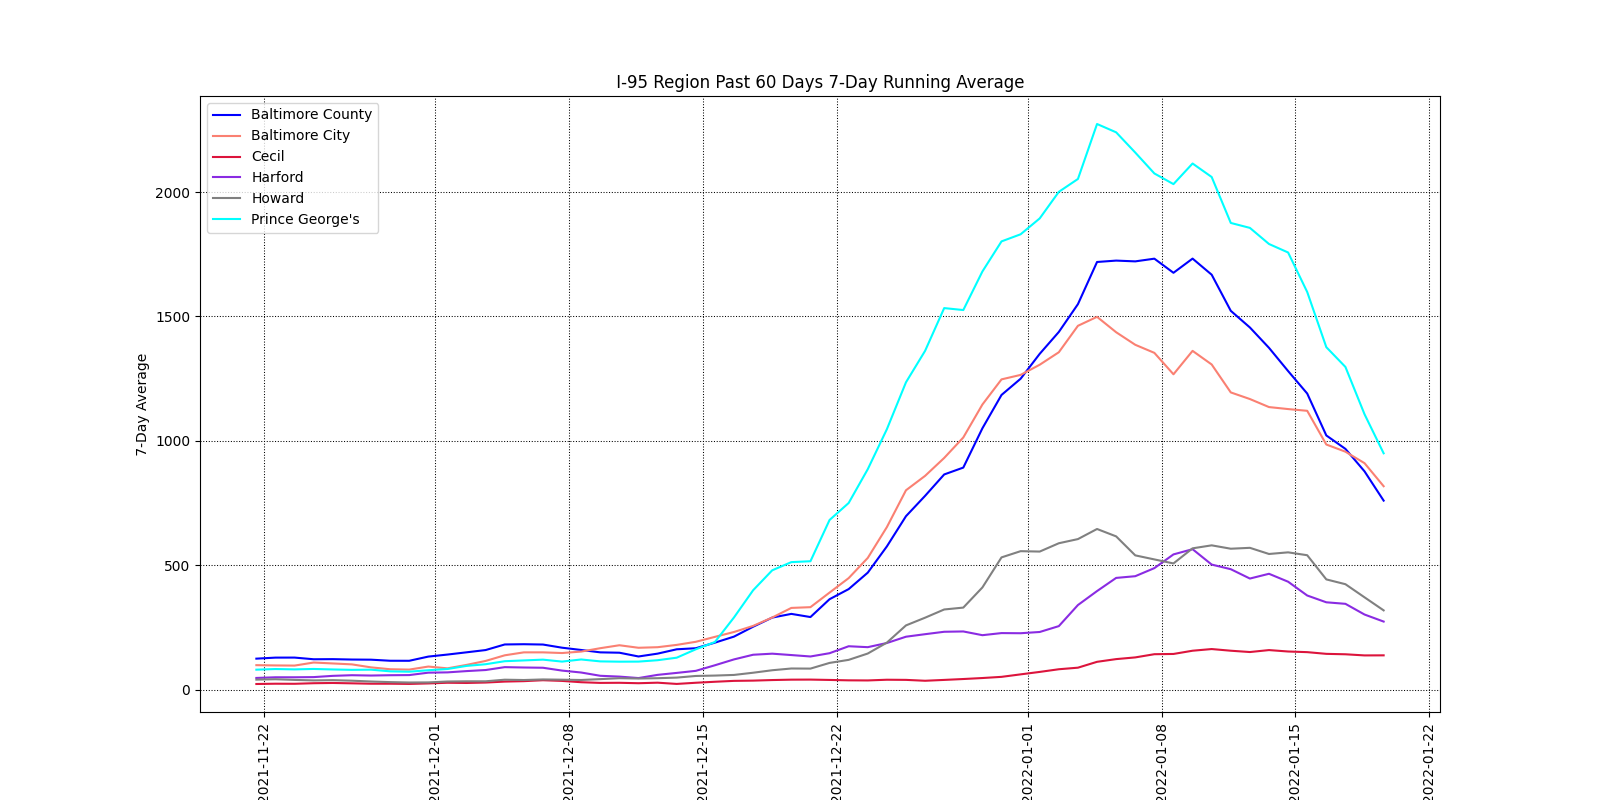 I-95 Region Past 60 Days 7-Day Running Average
Baltimore County
Baltimore City
Cecil
Harford
Howard
Prince George's
2000
1500
1000
500
0
7-Day Average
2021-11-22
2021-12-01
2021-12-08
2021-12-15
2021-12-22
2022-01-01
2022-01-08
2022-01-15
2022-01-22